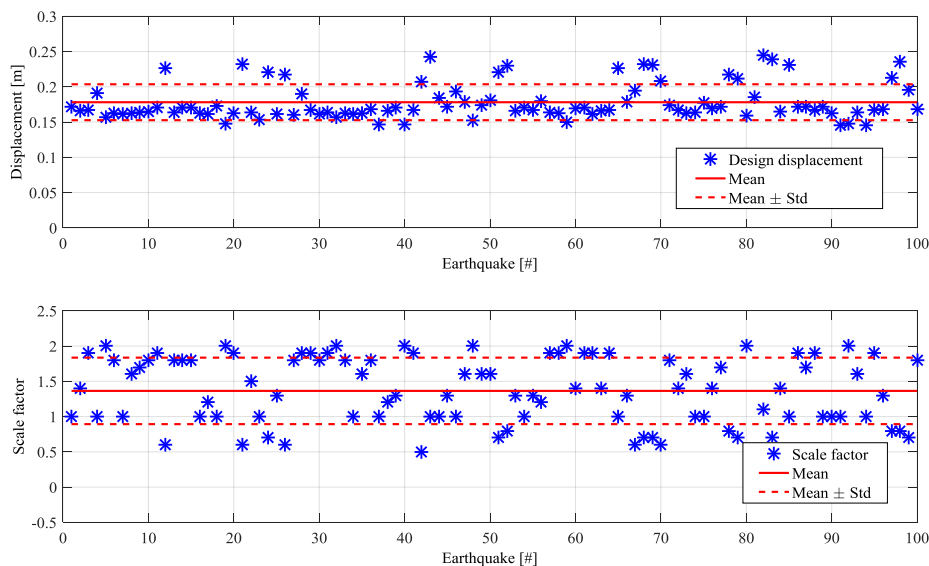 0.3
0.25
0.2
0.15
0.1
0.05
0
Displacement [m]
Design displacement
Mean
Mean ± Std
0 10 20 30 40 50 60 70 80 90 100
Earthquake [#]
2.5
2
1.5
1
0.5
0
-0.5
Scale factor
Scale factor
Mean
Mean ± Std
0 10 20 30 40 50 60 70 80 90 100
Earthquake [#]